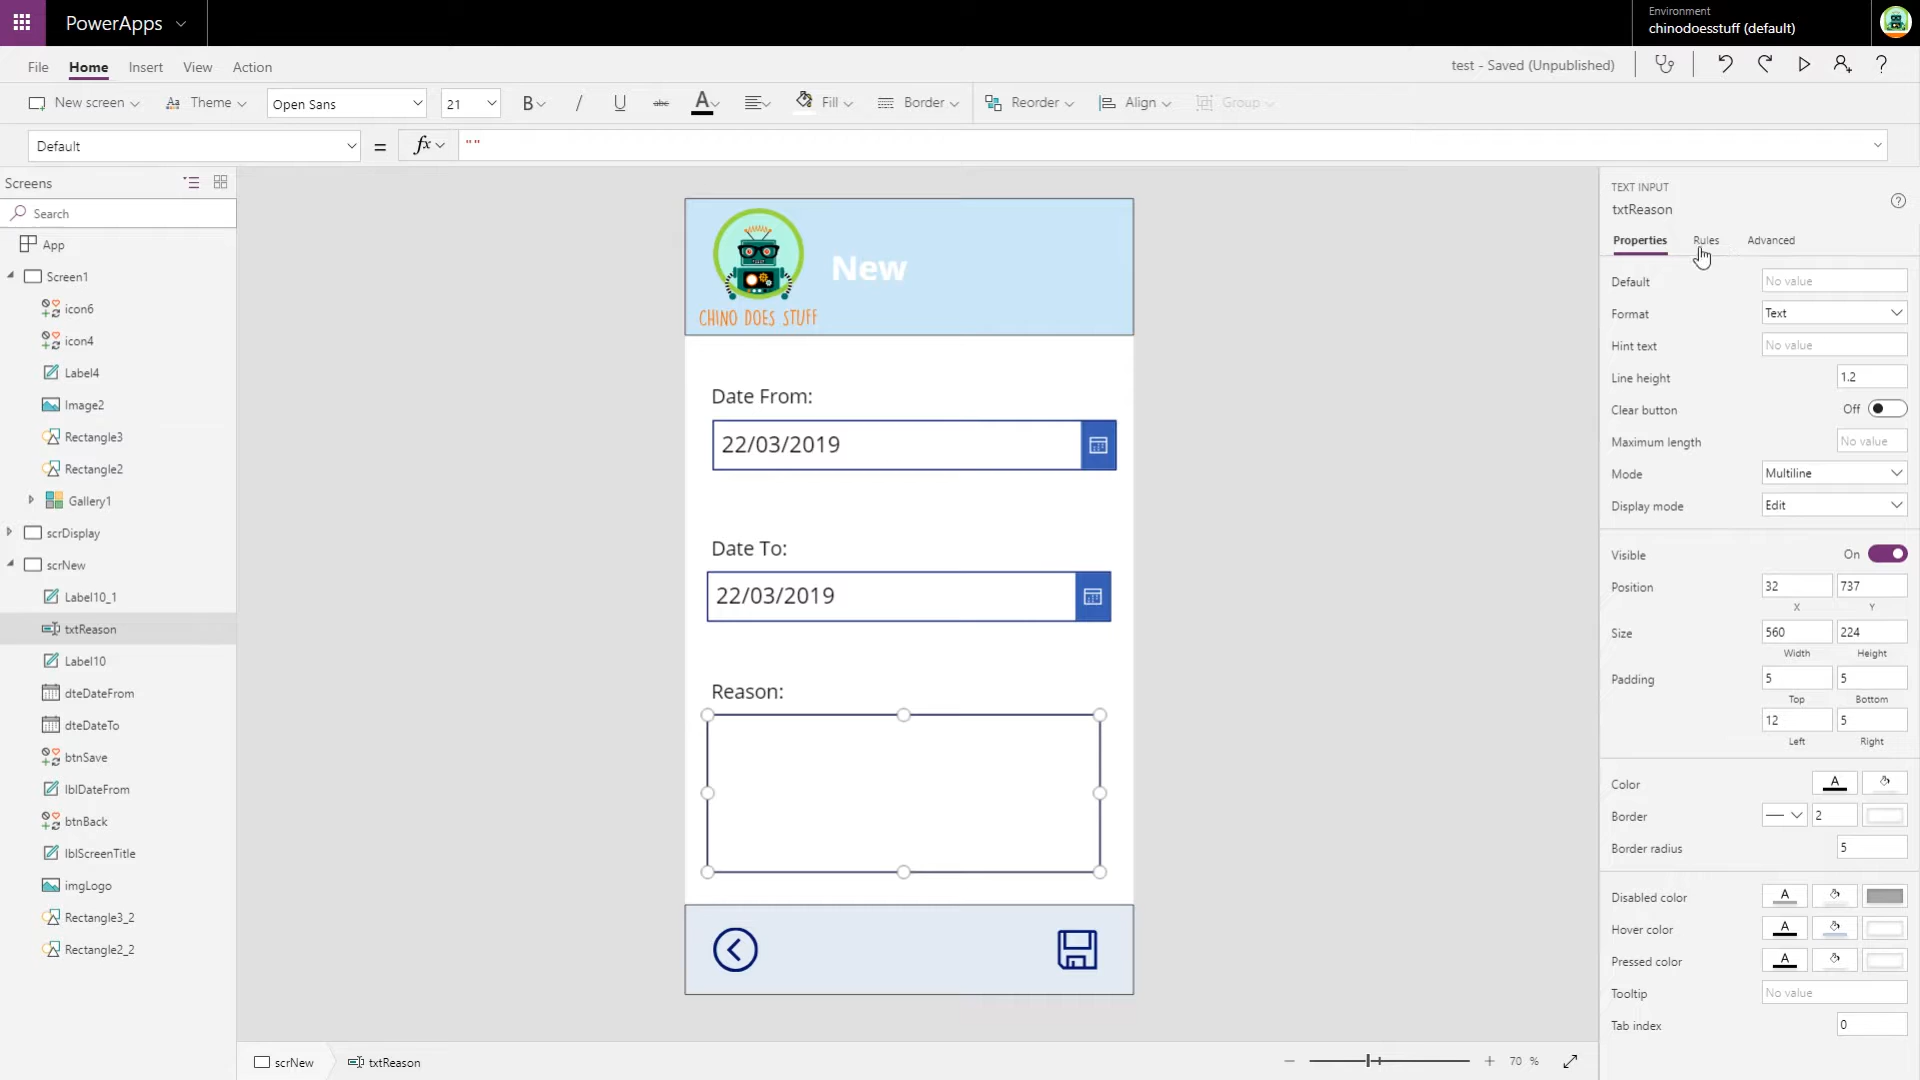 PowerApps
Environment
chinodoesstuff (default)
File Home Insert View Action
test - Saved (Unpublished)
New screen Theme Open Sans 21 B / U abc A Fill Border Reorder Align Group
Default = fx ""
Screens
Search
App
Screen1
icon6
icon4
Label4
Image2
Rectangle3
Rectangle2
Gallery1
scrDisplay
scrNew
Label10_1
txtReason
Label10
dteDateFrom
dteDateTo
btnSave
lblDateFrom
btnBack
lblScreenTitle
imgLogo
Rectangle3_2
Rectangle2_2
New
CHINO DOES STUFF
Date From:
22/03/2019
Date To:
22/03/2019
Reason:
scrNew txtReason
70 %
TEXT INPUT
txtReason
Properties Rules Advanced
Default No value
Format Text
Hint text No value
Line height 1.2
Clear button Off
Maximum length No value
Mode Multiline
Display mode Edit
Visible On
Position 32 737
X Y
Size 560 224
Width Height
Padding 5 5
Top Bottom
12 5
Left Right
Color A
Border 2
Border radius 5
Disabled color A
Hover color A
Pressed color A
Tooltip No value
Tab index 0